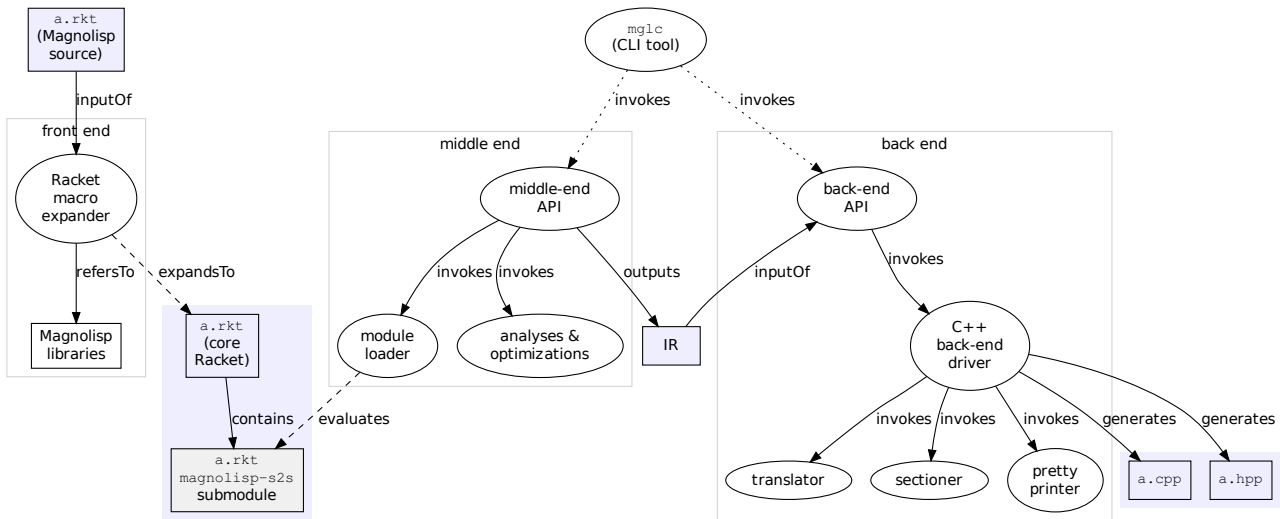 a.rkt
(Magnolisp
source)
mglc
(CLI tool)
inputOf
invokes
invokes
front end
middle end
back end
Racket
macro
expander
middle-end
API
back-end
API
refersTo
expandsTo
invokes
invokes
outputs
inputOf
invokes
Magnolisp
libraries
a.rkt
(core
Racket)
module
loader
analyses &
optimizations
IR
C++
back-end
driver
contains
evaluates
invokes
invokes
invokes
generates
generates
a.rkt
magnolisp-s2s
submodule
translator
sectioner
pretty
printer
a.cpp
a.hpp